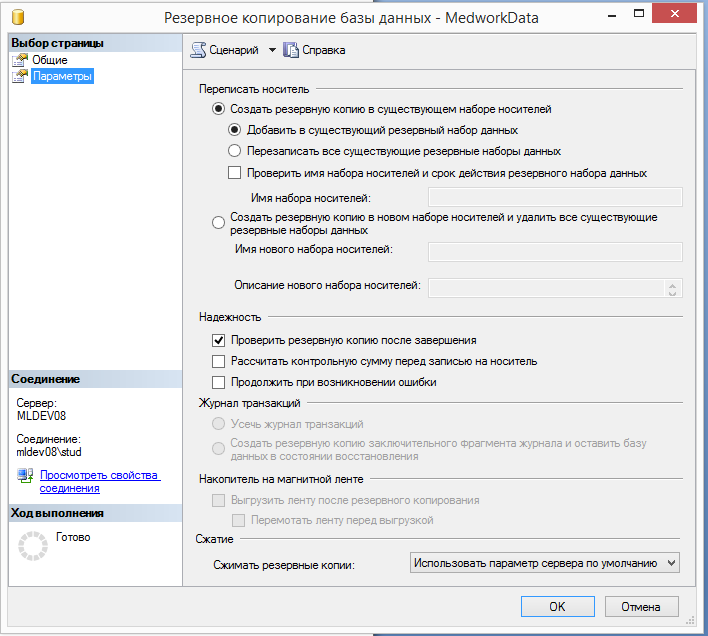 Резервное копирование базы данных - MedworkData
Выбор страницы
Общие
Параметры
Сценарий
Справка
Переписать носитель
Создать резервную копию в существующем наборе носителей
Добавить в существующий резервный набор данных
Перезаписать все существующие резервные наборы данных
Проверить имя набора носителей и срок действия резервного набора данных
Имя набора носителей:
Создать резервную копию в новом наборе носителей и удалить все существующие
резервные наборы данных
Имя нового набора носителей:
Описание нового набора носителей:
Надежность
Проверить резервную копию после завершения
Рассчитать контрольную сумму перед записью на носитель
Продолжить при возникновении ошибки
Журнал транзакций
Усечь журнал транзакций
Создать резервную копию заключительного фрагмента журнала и оставить базу
данных в состоянии восстановления
Накопитель на магнитной ленте
Выгрузить ленту после резервного копирования
Перемотать ленту перед выгрузкой
Сжатие
Сжимать резервные копии:
Использовать параметр сервера по умолчанию
Соединение
Сервер:
MLDEV08
Соединение:
mldev08\stud
Просмотреть свойства
соединения
Ход выполнения
Готово
OK
Отмена